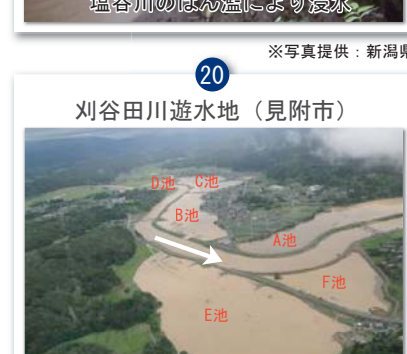 塩谷川のはん濫により浸水
※写真提供：新潟県
20
刈谷田川遊水地（見附市）
D池 C池
B池
A池
F池
E池